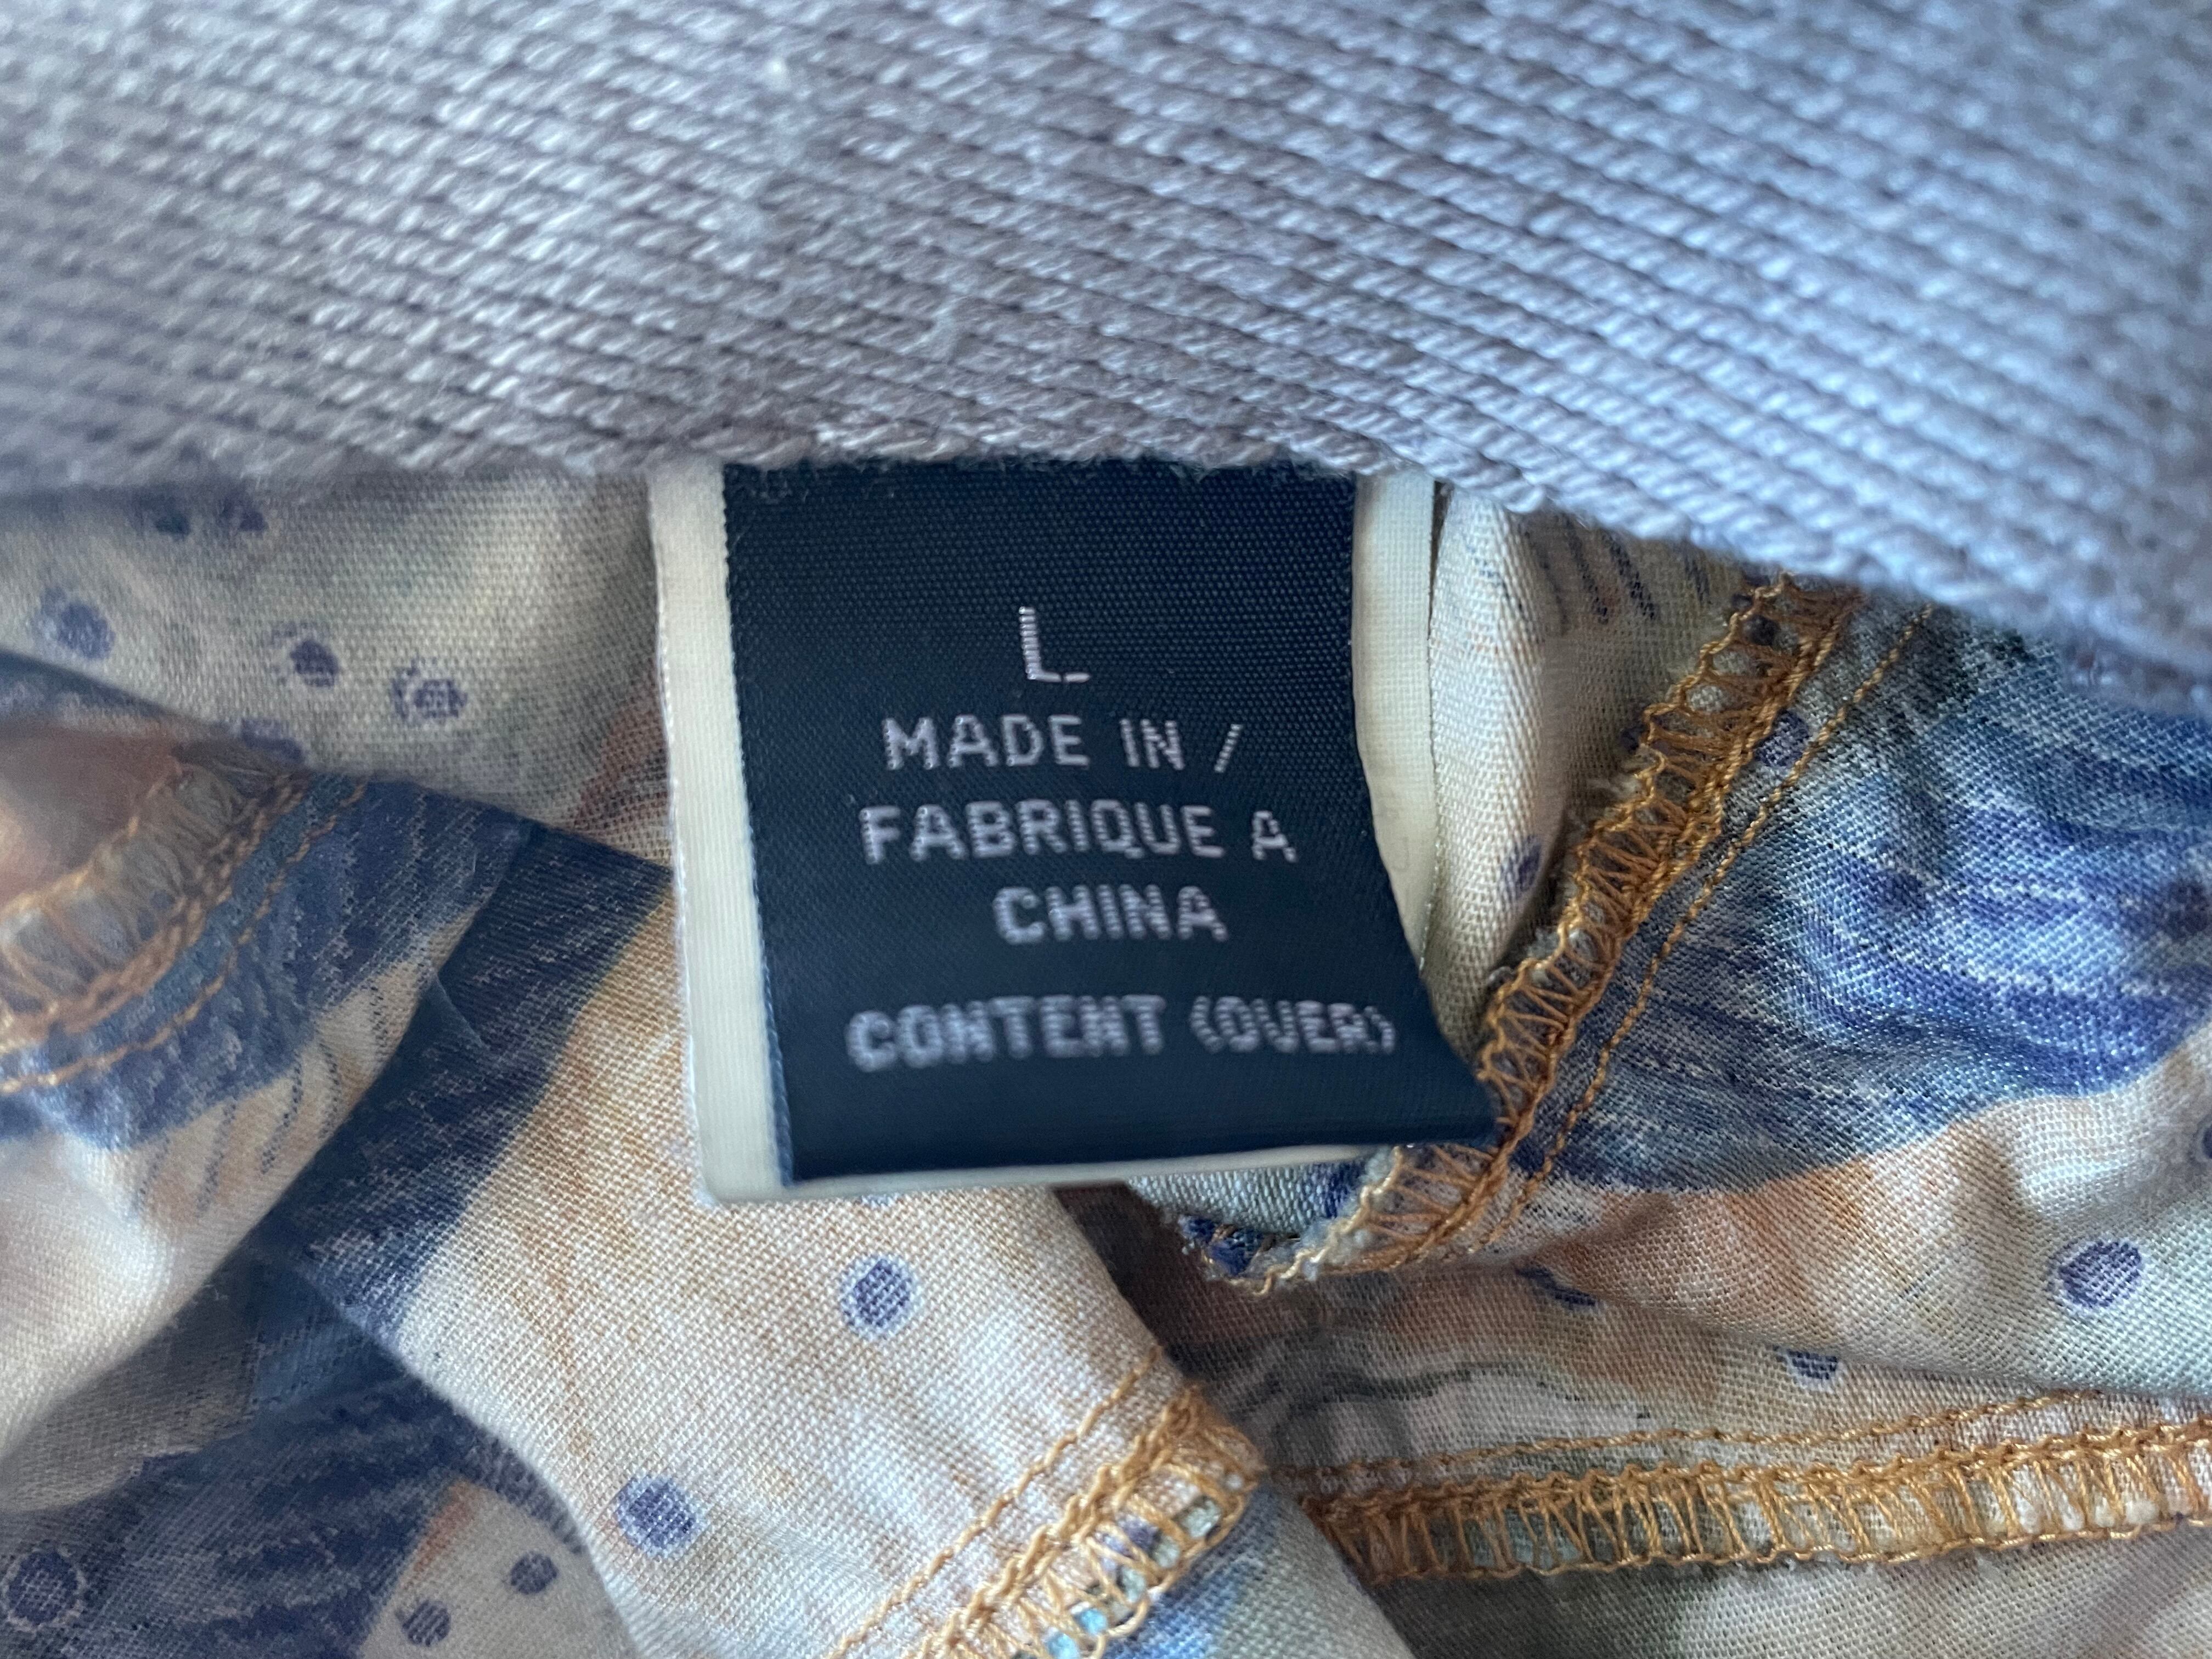 L
MADE IN /
FABRIQUE A
CHINA
CONTENT (OVER)